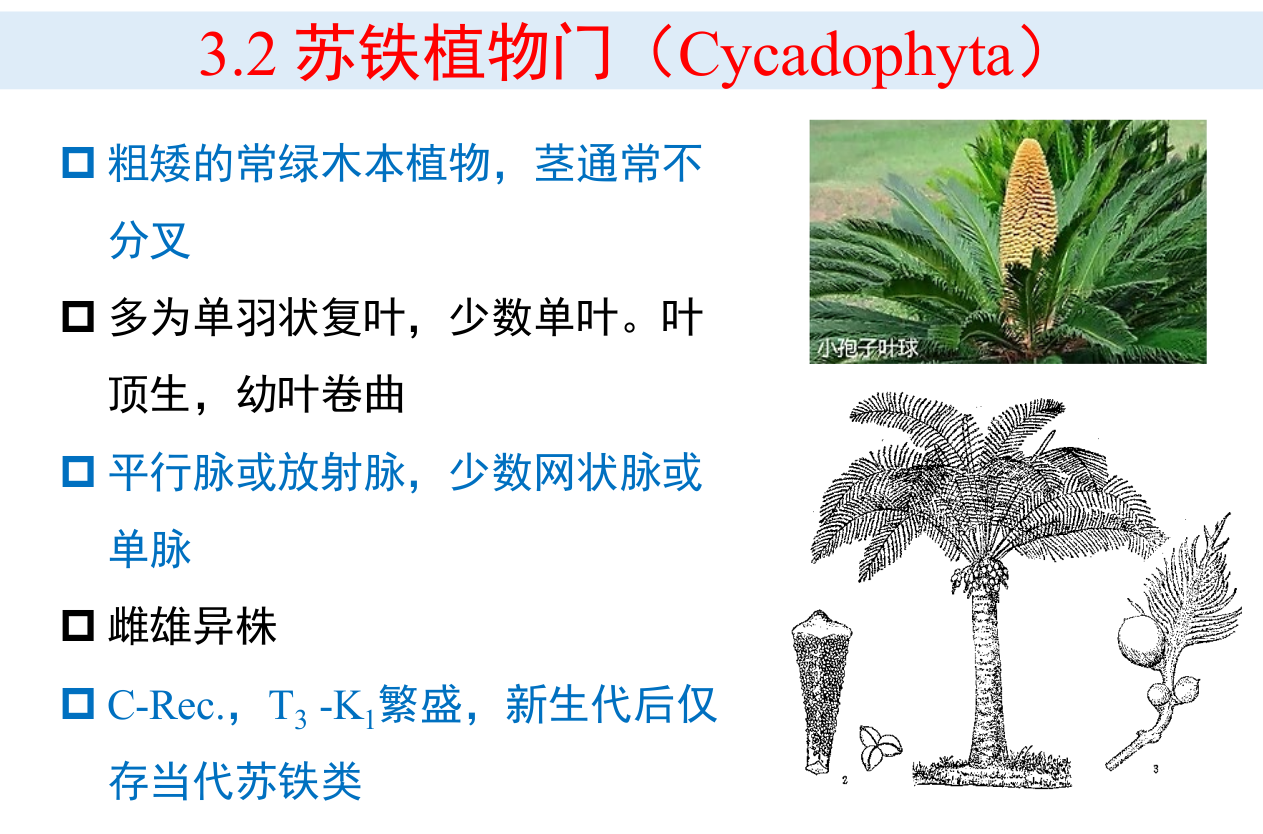 3.2 苏铁植物门（Cycadophyta）
粗矮的常绿木本植物，茎通常不
分叉
多为单羽状复叶，少数单叶。叶
顶生，幼叶卷曲
平行脉或放射脉，少数网状脉或
单脉
雌雄异株
C-Rec.，T3 -K1繁盛，新生代后仅
存当代苏铁类
小孢子叶球
2
3